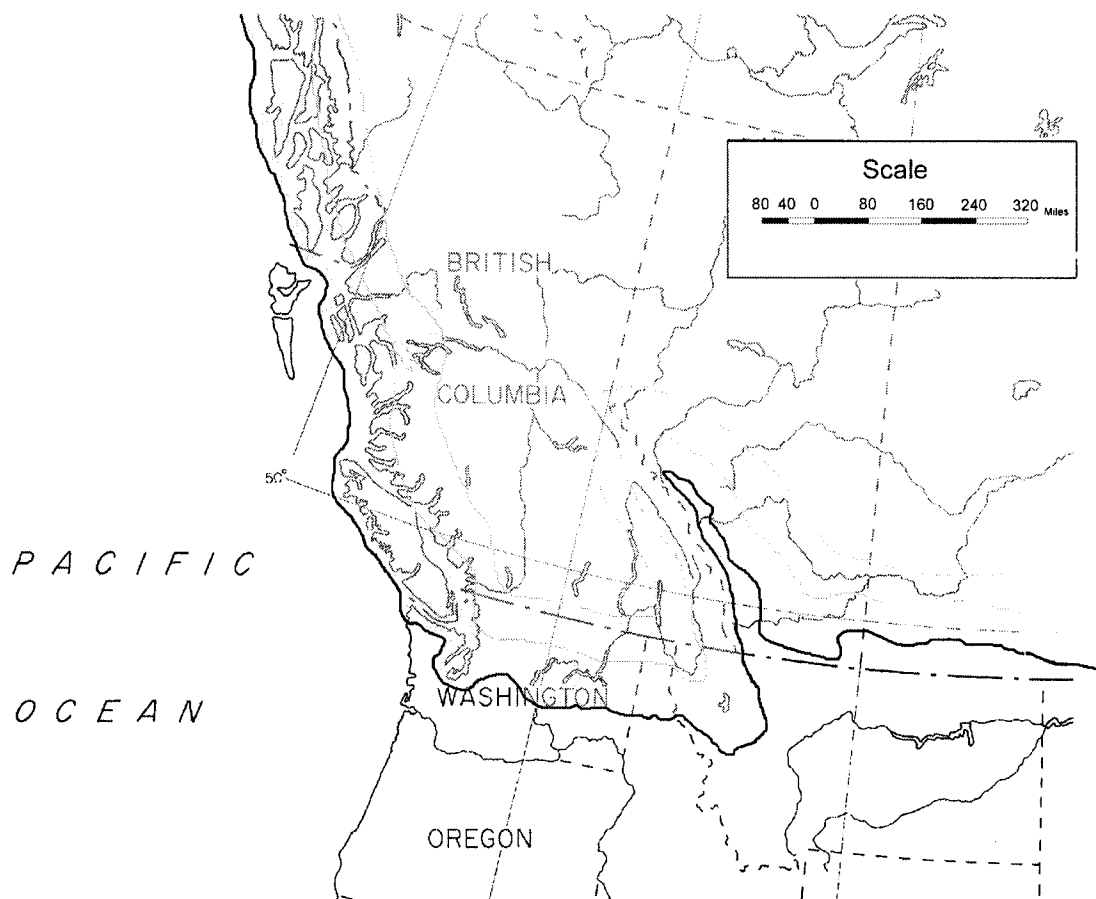 Scale
80 40 0 80 160 240 320 Miles
BRITISH
COLUMBIA
50°
PACIFIC
WASHINGTON
OCEAN
OREGON